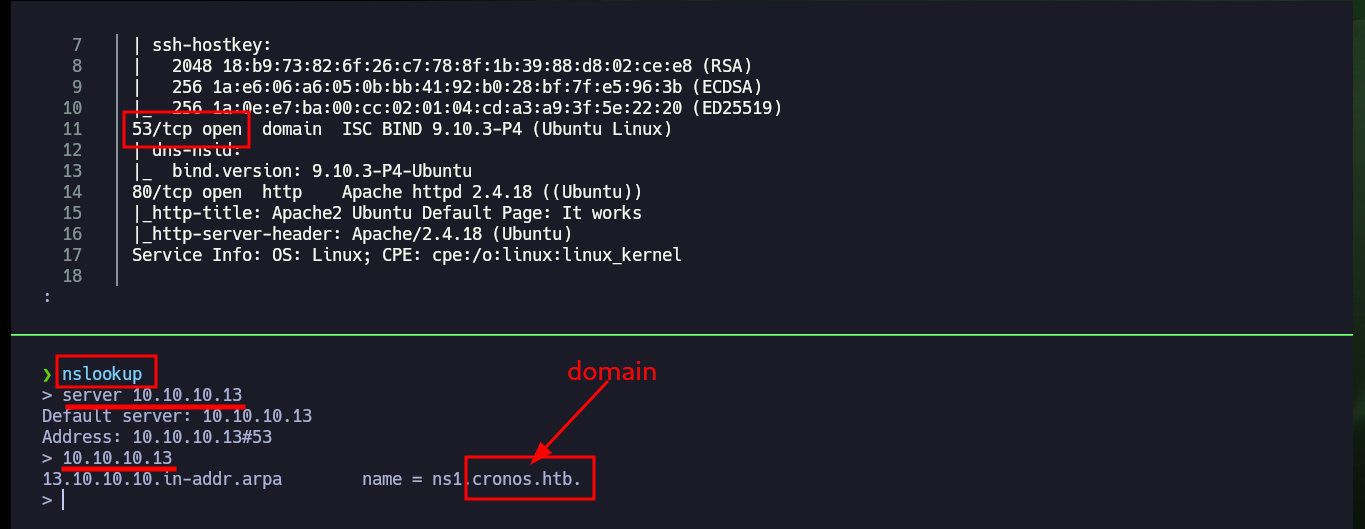 7 | ssh-hostkey:
8 |   2048 18:b9:73:82:6f:26:c7:78:8f:1b:39:88:d8:02:ce:e8 (RSA)
9 |   256 1a:e6:06:a6:05:0b:bb:41:92:b0:28:bf:7f:e5:96:3b (ECDSA)
10 |_  256 1a:0e:e7:ba:00:cc:02:01:04:cd:a3:a9:3f:5e:22:20 (ED25519)
11 53/tcp open  domain  ISC BIND 9.10.3-P4 (Ubuntu Linux)
12 | dns-nsid:
13 |_  bind.version: 9.10.3-P4-Ubuntu
14 80/tcp open  http    Apache httpd 2.4.18 ((Ubuntu))
15 |_http-title: Apache2 Ubuntu Default Page: It works
16 |_http-server-header: Apache/2.4.18 (Ubuntu)
17 Service Info: OS: Linux; CPE: cpe:/o:linux:linux_kernel
18
:
❯ nslookup
domain
> server 10.10.10.13
Default server: 10.10.10.13
Address: 10.10.10.13#53
> 10.10.10.13
13.10.10.10.in-addr.arpa        name = ns1.cronos.htb.
>